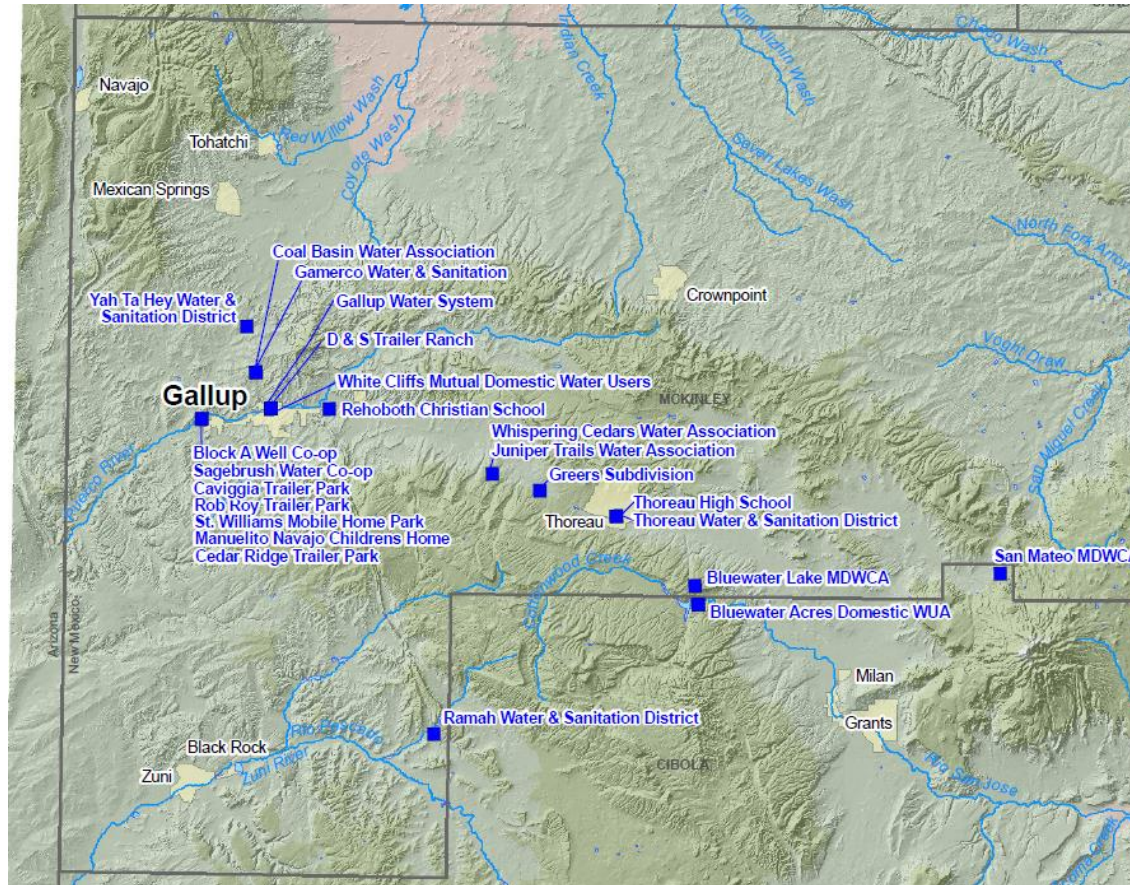 Chaco Wash
Kim-Klizhin Wash
Indian Creek
Navajo
Red Willow Wash
Tohatchi
Coyote Wash
Seven Lakes Wash
Mexican Springs
North Fork Arroyo
Coal Basin Water Association
Gamerco Water & Sanitation
Yah Ta Hey Water &
Sanitation District
Gallup Water System
Crownpoint
D & S Trailer Ranch
Voght Draw
White Cliffs Mutual Domestic Water Users
Gallup
Rehoboth Christian School
MCKINLEY
San Miguel Creek
Whispering Cedars Water Association
Juniper Trails Water Association
Block A Well Co-op
Sagebrush Water Co-op
Caviggia Trailer Park
Rob Roy Trailer Park
St. Williams Mobile Home Park
Manuelito Navajo Childrens Home
Cedar Ridge Trailer Park
Puerco River
Greers Subdivision
Thoreau High School
Thoreau Water & Sanitation District
Thoreau
San Mateo MDWCA
Cottonwood Creek
Bluewater Lake MDWCA
Bluewater Acres Domestic WUA
Arizona
New Mexico
Milan
Grants
Ramah Water & Sanitation District
Rio Pescado
Black Rock
Zuni River
Zuni
CIBOLA
Rio San Jose